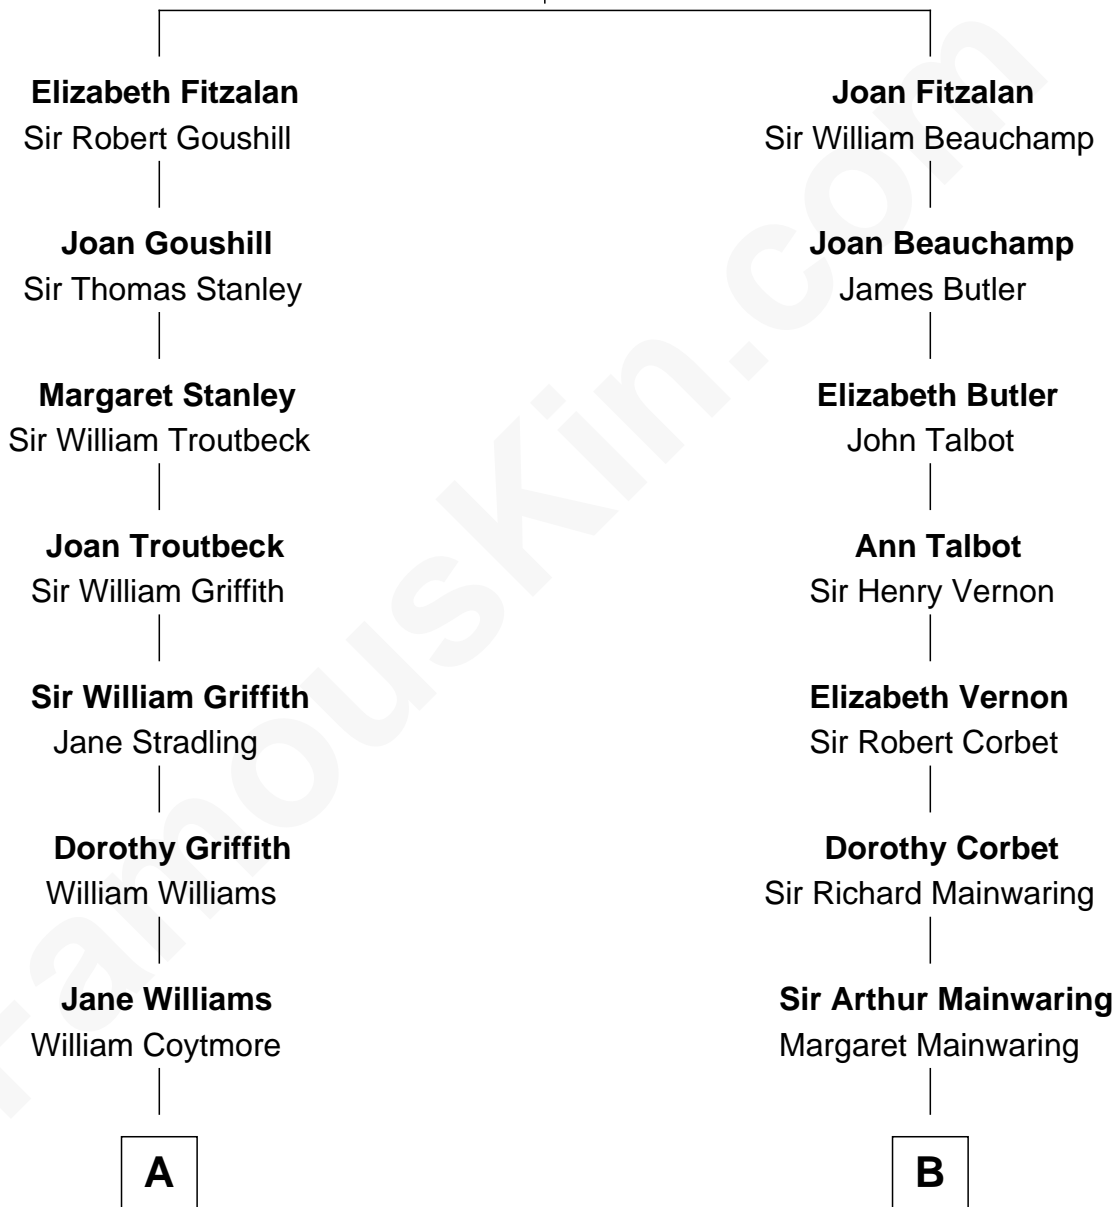 Elizabeth Fitzalan
Sir Robert Goushill
Joan Goushill
Sir Thomas Stanley
Margaret Stanley
Sir William Troutbeck
Joan Troutbeck
Sir William Griffith
Sir William Griffith
Jane Stradling
Dorothy Griffith
William Williams
Jane Williams
William Coytmore
A
Joan Fitzalan
Sir William Beauchamp
Joan Beauchamp
James Butler
Elizabeth Butler
John Talbot
Ann Talbot
Sir Henry Vernon
Elizabeth Vernon
Sir Robert Corbet
Dorothy Corbet
Sir Richard Mainwaring
Sir Arthur Mainwaring
Margaret Mainwaring
B
FamousKin.com